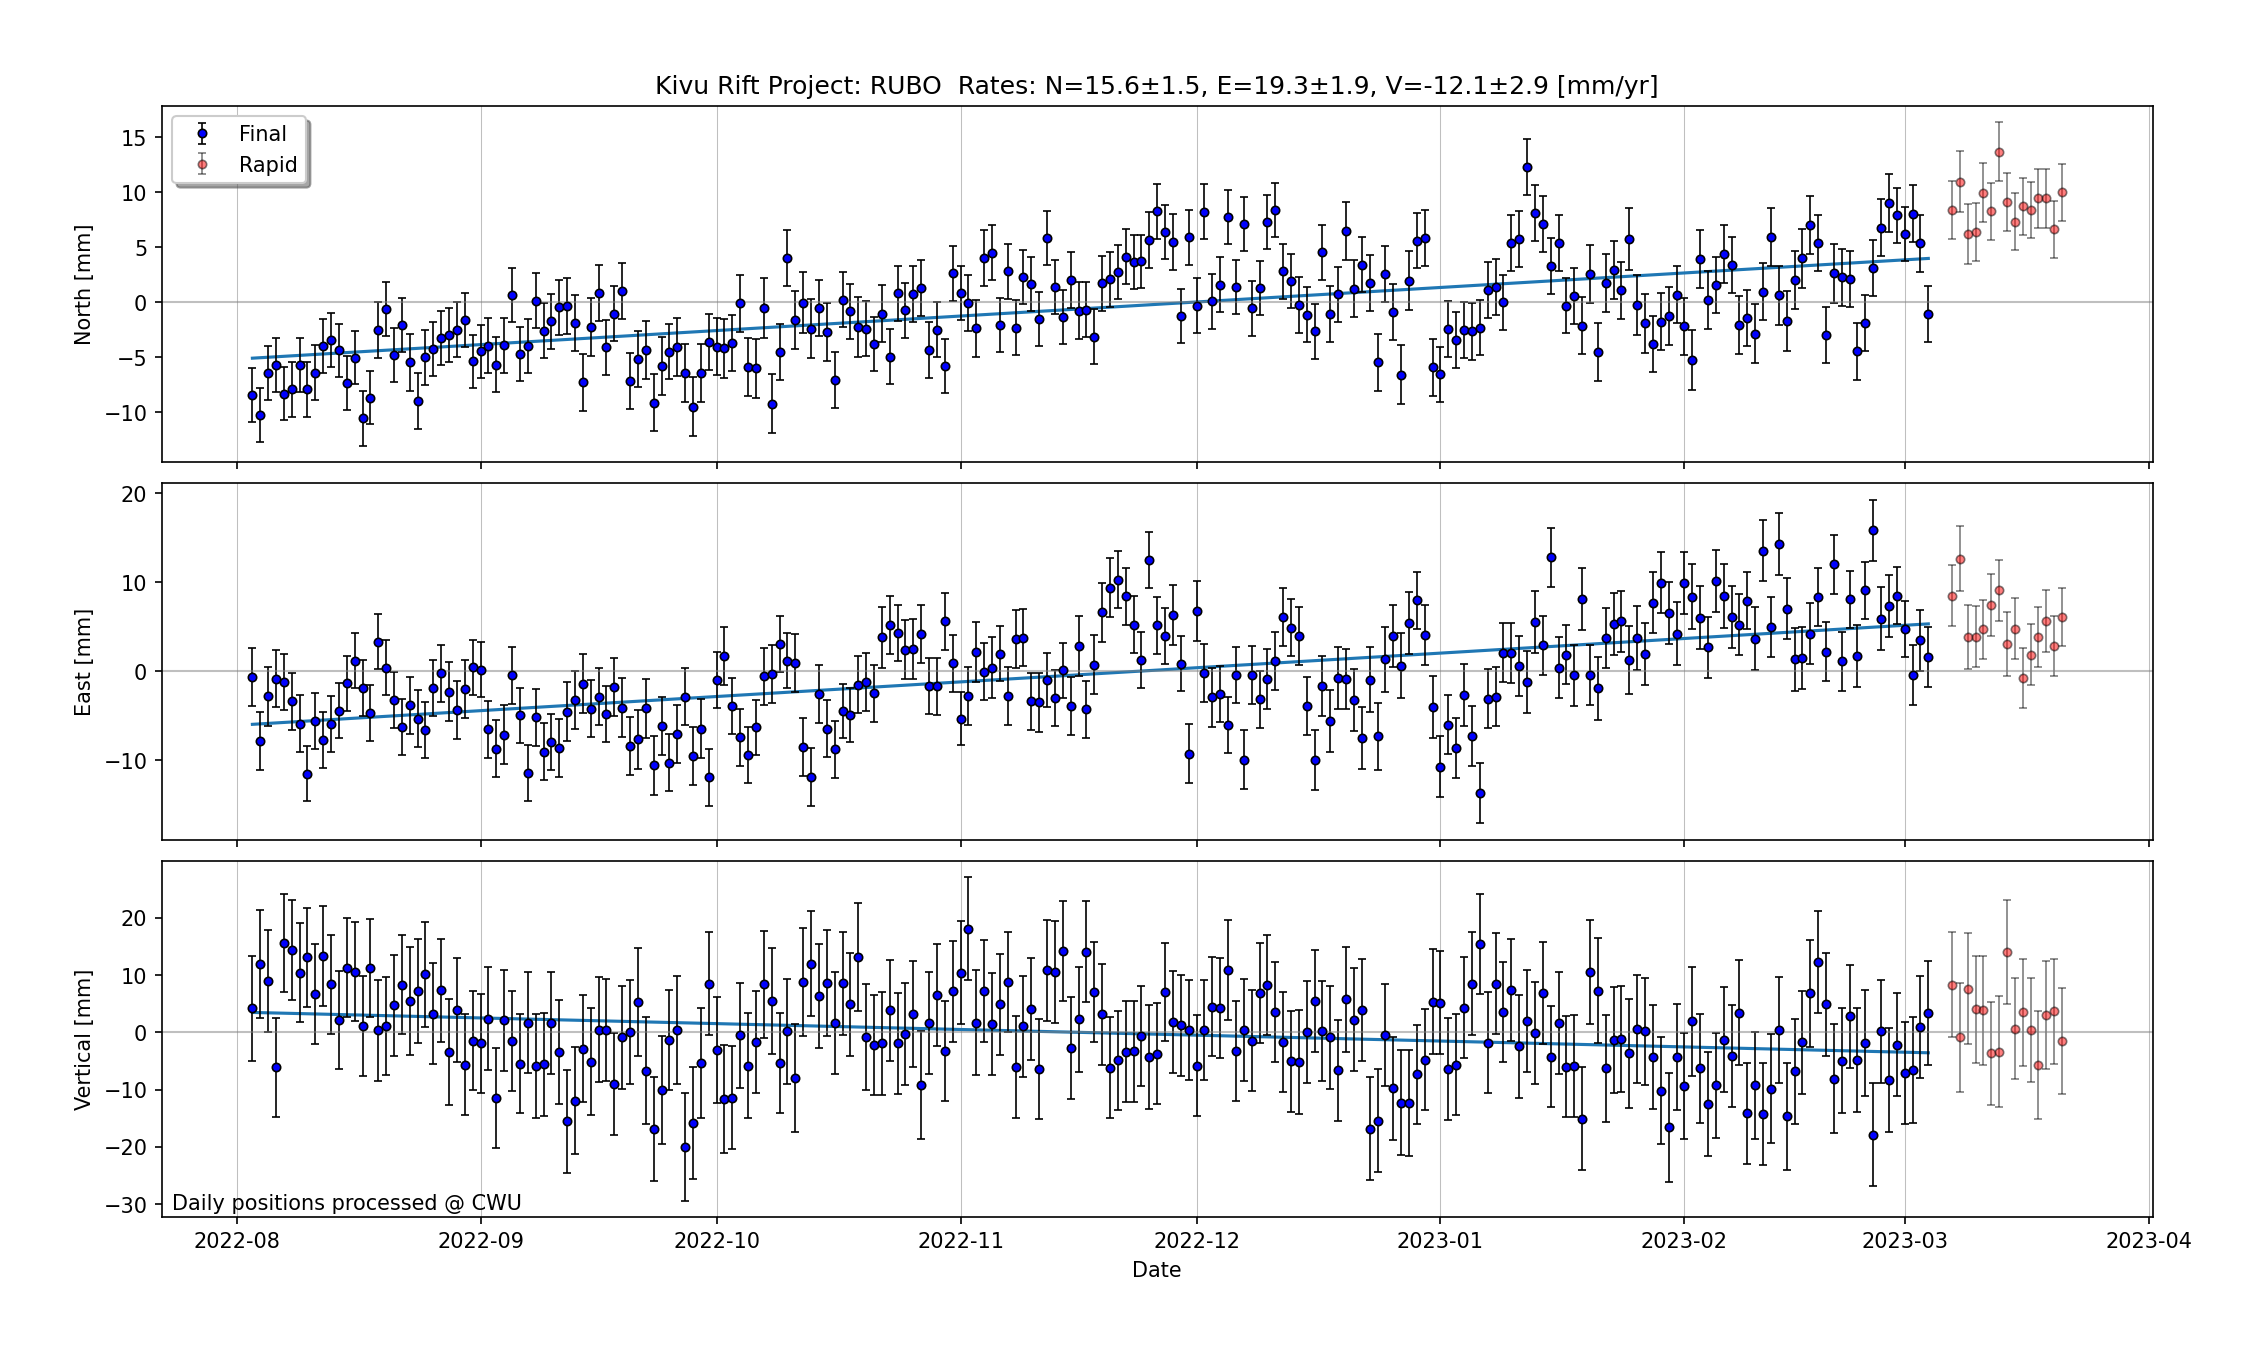 Kivu Rift Project: RUBO  Rates: N=15.6±1.5, E=19.3±1.9, V=-12.1±2.9 [mm/yr]
Final
Rapid
North [mm]
15
10
5
0
−5
−10
East [mm]
20
10
0
−10
Vertical [mm]
20
10
0
−10
−20
−30
Daily positions processed @ CWU
2022-08 2022-09 2022-10 2022-11 2022-12 2023-01 2023-02 2023-03 2023-04
Date